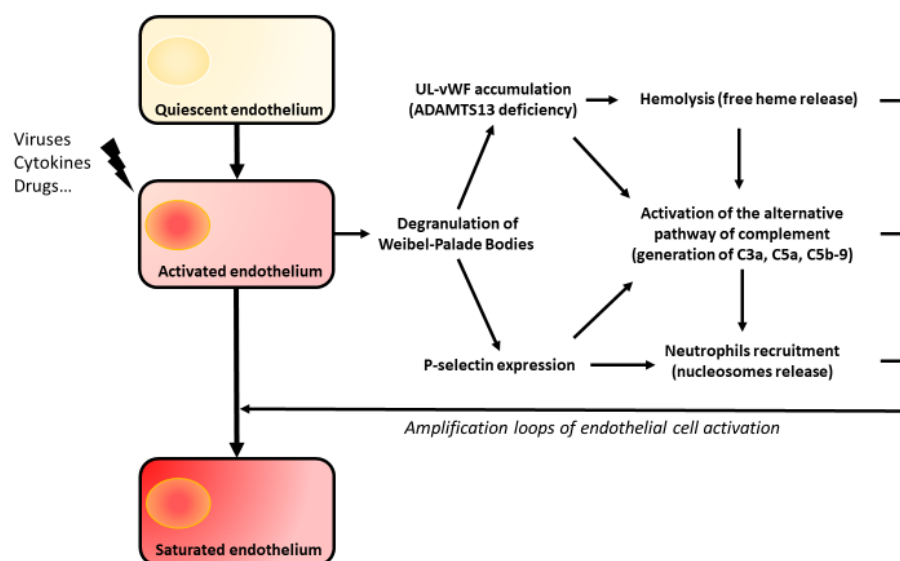 Quiescent endothelium
Viruses
Cytokines
Drugs...
Activated endothelium
Degranulation of
Weibel-Palade Bodies
UL-vWF accumulation
(ADAMTS13 deficiency)
Hemolysis (free heme release)
Activation of the alternative
pathway of complement
(generation of C3a, C5a, C5b-9)
P-selectin expression
Neutrophils recruitment
(nucleosomes release)
Amplification loops of endothelial cell activation
Saturated endothelium